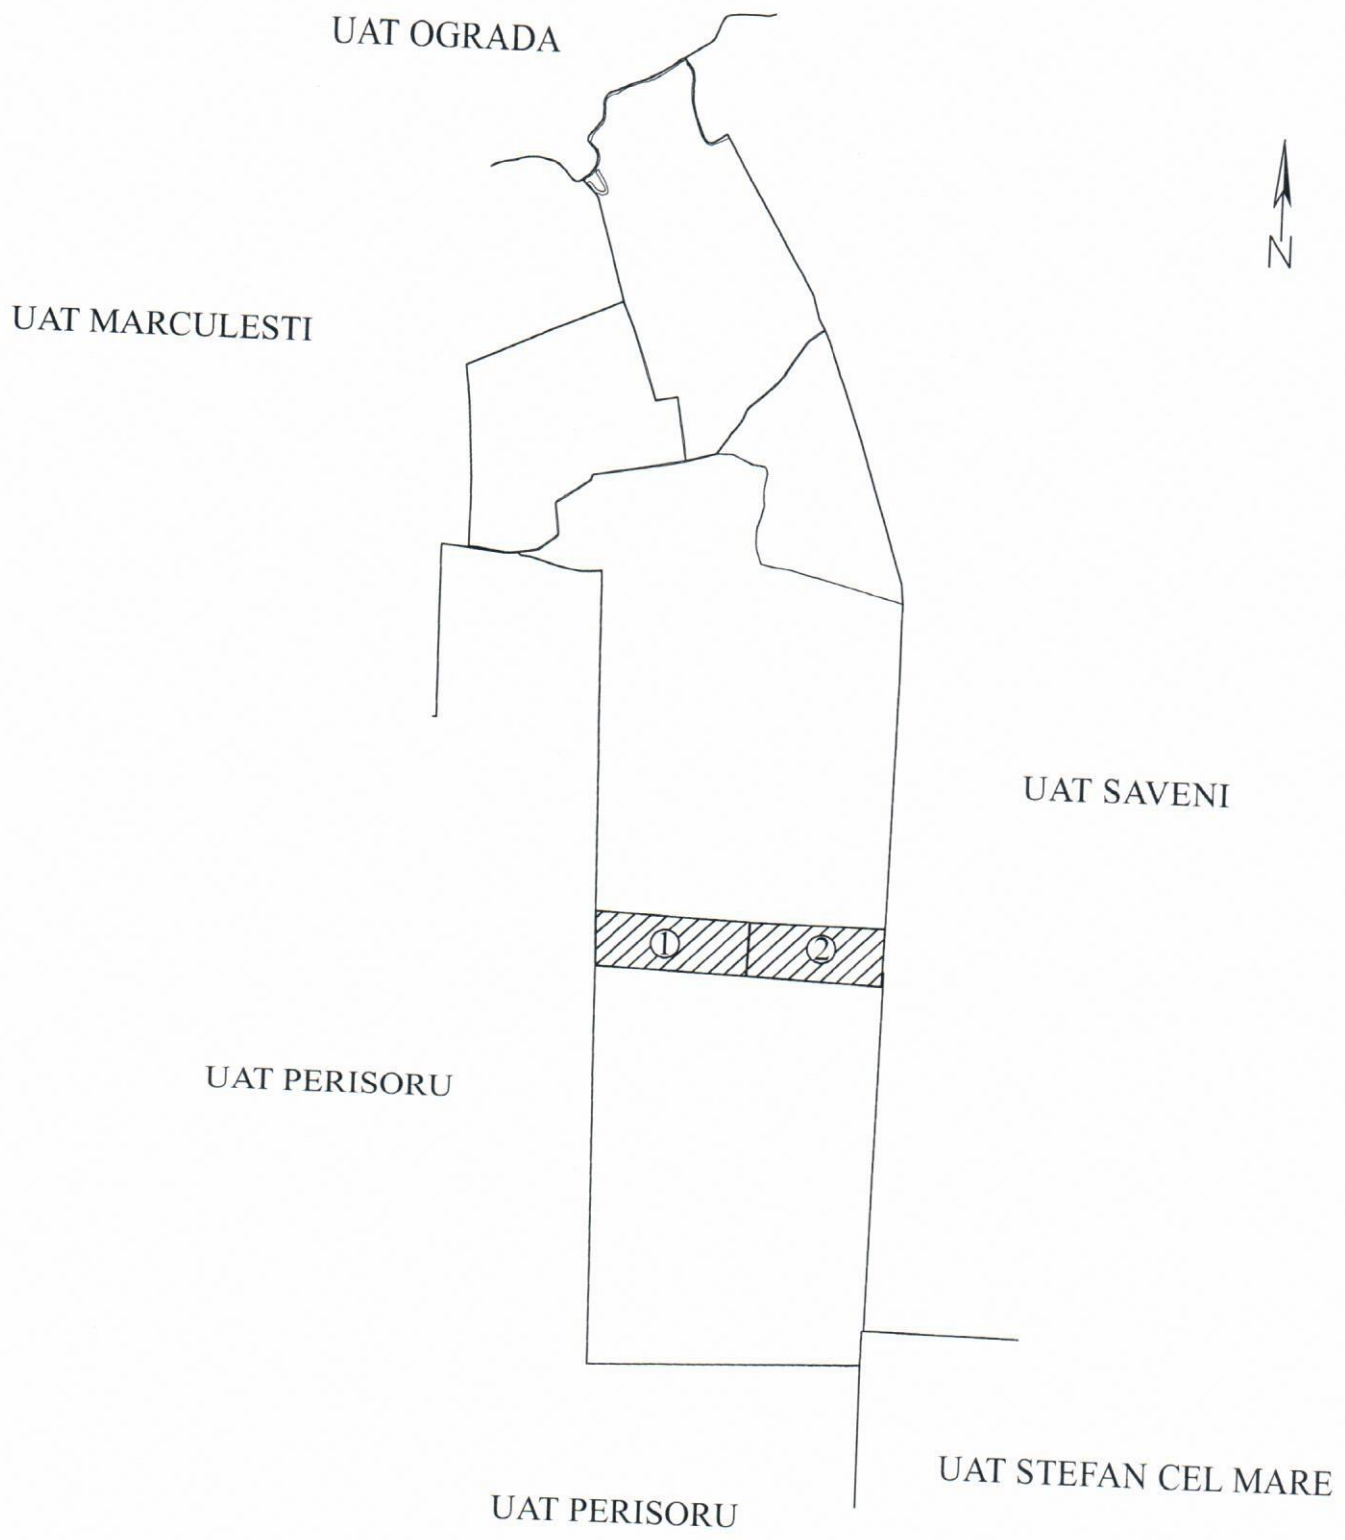 UAT OGRADA
N
UAT MARCULESTI
UAT SAVENI
1
2
UAT PERISORU
UAT STEFAN CEL MARE
UAT PERISORU